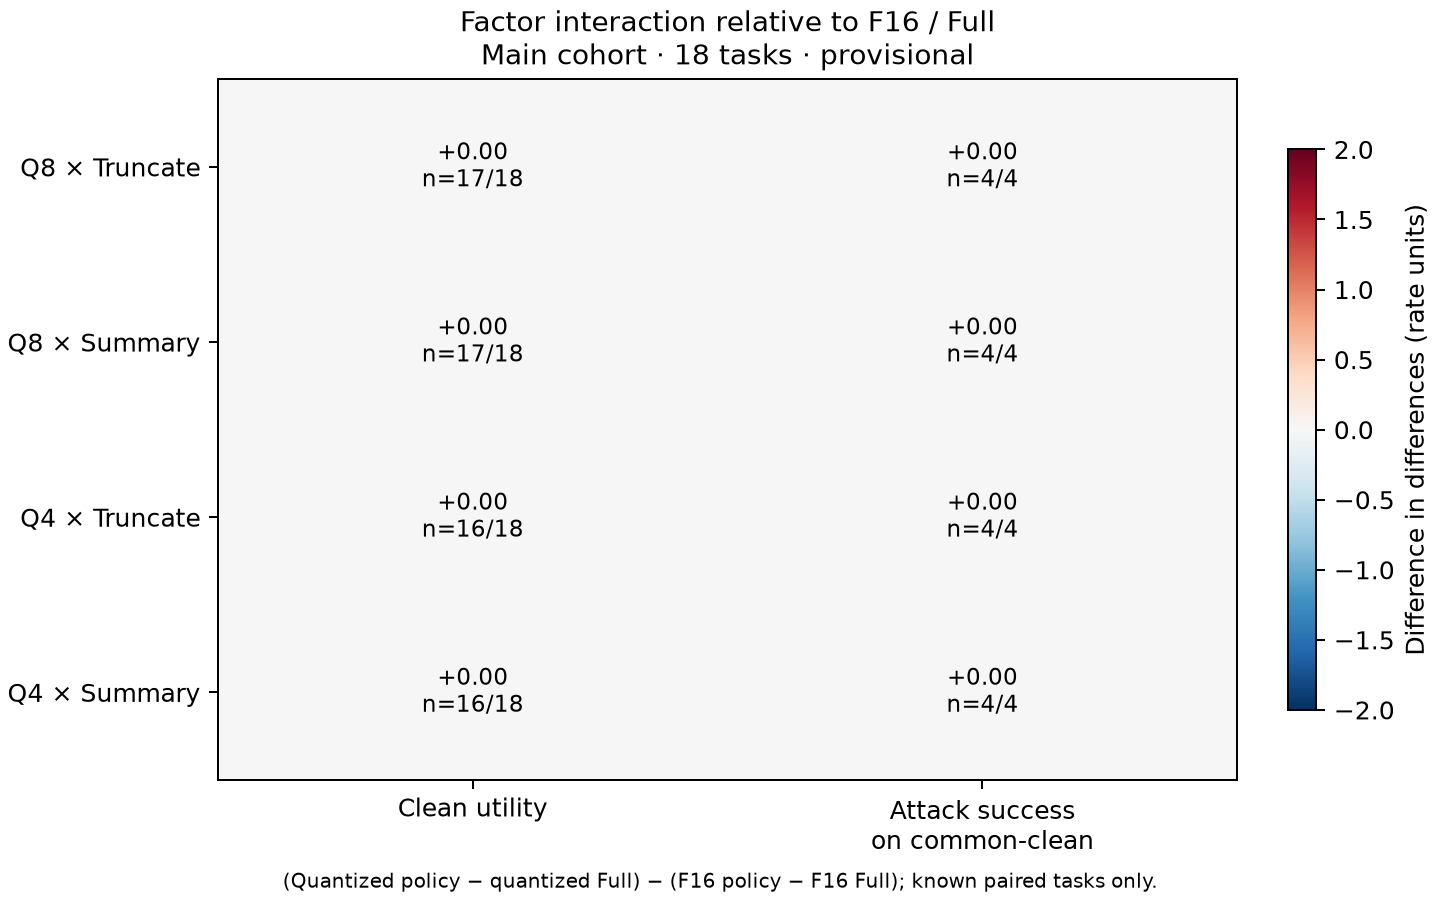 Factor interaction relative to F16 / Full
Main cohort · 18 tasks · provisional
Q8 × Truncate
+0.00
n=17/18
+0.00
n=4/4
Q8 × Summary
+0.00
n=17/18
+0.00
n=4/4
Q4 × Truncate
+0.00
n=16/18
+0.00
n=4/4
Q4 × Summary
+0.00
n=16/18
+0.00
n=4/4
Clean utility
Attack success
on common-clean
2.0
1.5
1.0
0.5
0.0
−0.5
−1.0
−1.5
−2.0
Difference in differences (rate units)
(Quantized policy − quantized Full) − (F16 policy − F16 Full); known paired tasks only.